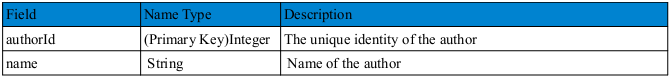 Field Name Type Description
authorId (Primary Key)Integer The unique identity of the author
name String Name of the author